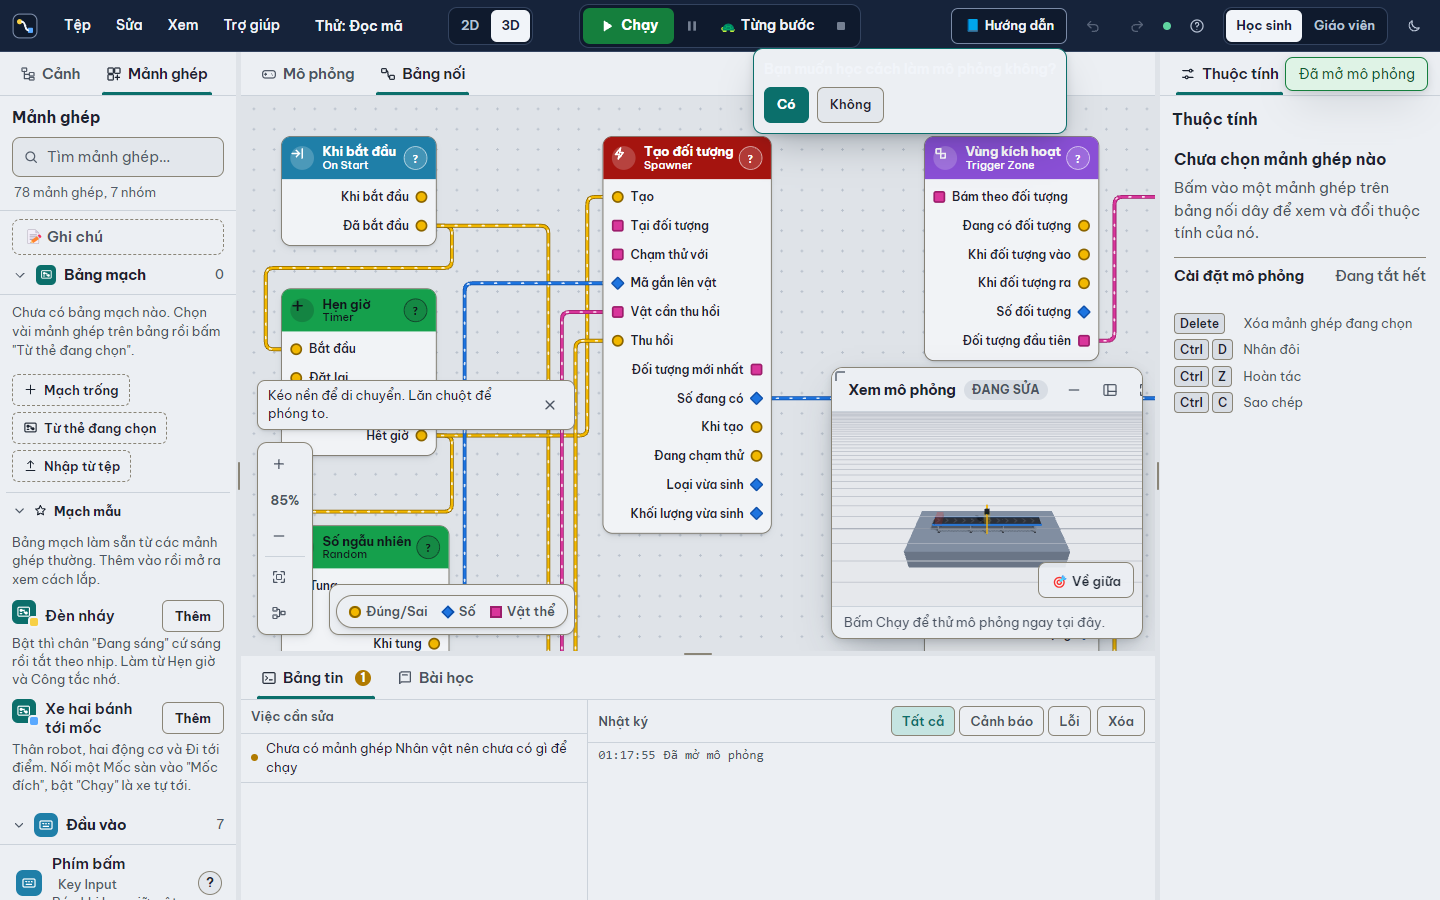 Tệp Sửa Xem Trợ giúp Thử: Đọc mã 2D 3D Chạy Từng bước Hướng dẫn Học sinh Giáo viên
Cảnh Mảnh ghép
Mảnh ghép
Tìm mảnh ghép...
78 mảnh ghép, 7 nhóm
Ghi chú
Bảng mạch 0
Chưa có bảng mạch nào. Chọn
vài mảnh ghép trên bảng rồi bấm
"Từ thẻ đang chọn".
Mạch trống
Từ thẻ đang chọn
Nhập từ tệp
Mạch mẫu
Bảng mạch làm sẵn từ các mảnh
ghép thường. Thêm vào rồi mở ra
xem cách lắp.
Đèn nháy Thêm
Bật thì chân "Đang sáng" cứ sáng
rồi tắt theo nhịp. Làm từ Hẹn giờ
và Công tắc nhớ.
Xe hai bánh
tới mốc Thêm
Thân robot, hai động cơ và Đi tới
điểm. Nối một Mốc sàn vào "Mốc
đích", bật "Chạy" là xe tự tới.
Đầu vào 7
Phím bấm
Key Input
?
Mô phỏng Bảng nối
Bạn muốn học cách làm mô phỏng không?
Có Không
Khi bắt đầu
On Start
?
Khi bắt đầu
Đã bắt đầu
Hẹn giờ
Timer
?
Bắt đầu
Đặt lại
Kéo nền để di chuyển. Lăn chuột để
phóng to.
Hết giờ
85%
Số ngẫu nhiên
Random
?
Tung
Đúng/Sai Số Vật thể
Khi tung
Tạo đối tượng
Spawner
?
Tạo
Tại đối tượng
Chạm thử với
Mã gắn lên vật
Vật cần thu hồi
Thu hồi
Đối tượng mới nhất
Số đang có
Khi tạo
Đang chạm thử
Loại vừa sinh
Khối lượng vừa sinh
Vùng kích hoạt
Trigger Zone
?
Bám theo đối tượng
Đang có đối tượng
Khi đối tượng vào
Khi đối tượng ra
Số đối tượng
Đối tượng đầu tiên
Xem mô phỏng ĐANG SỬA
Về giữa
Bấm Chạy để thử mô phỏng ngay tại đây.
Bảng tin 1 Bài học
Việc cần sửa
Chưa có mảnh ghép Nhân vật nên chưa có gì để
chạy
Nhật ký Tất cả Cảnh báo Lỗi Xóa
01:17:55 Đã mở mô phỏng
Thuộc tính Đã mở mô phỏng
Thuộc tính
Chưa chọn mảnh ghép nào
Bấm vào một mảnh ghép trên
bảng nối dây để xem và đổi thuộc
tính của nó.
Cài đặt mô phỏng Đang tắt hết
Delete Xóa mảnh ghép đang chọn
Ctrl D Nhân đôi
Ctrl Z Hoàn tác
Ctrl C Sao chép